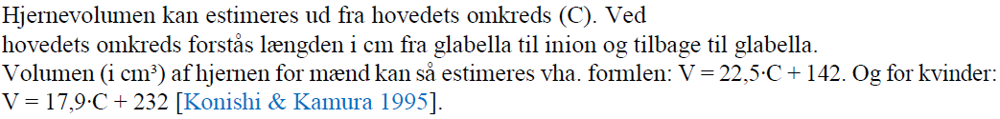 Hjernevolumen kan estimeres ud fra hovedets omkreds (C). Ved
hovedets omkreds forstås længden i cm fra glabella til inion og tilbage til glabella.
Volumen (i cm³) af hjernen for mænd kan så estimeres vha. formlen: V = 22,5·C + 142. Og for kvinder:
V = 17,9·C + 232 [Konishi & Kamura 1995].